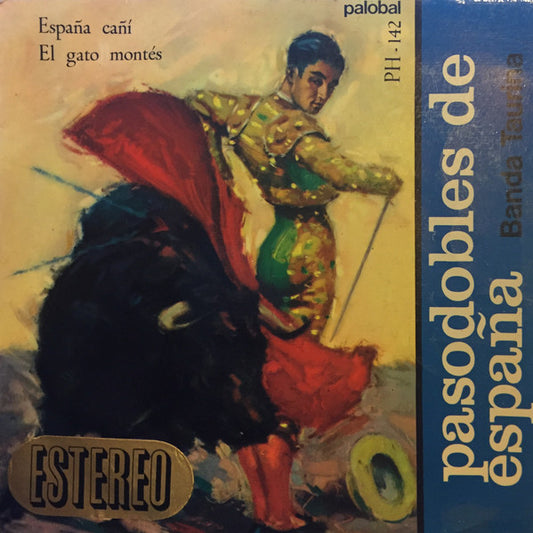 España cañí
El gato montés
palobal
PH - 142
pasodobles de
españa
Banda Taurina
ESTEREO